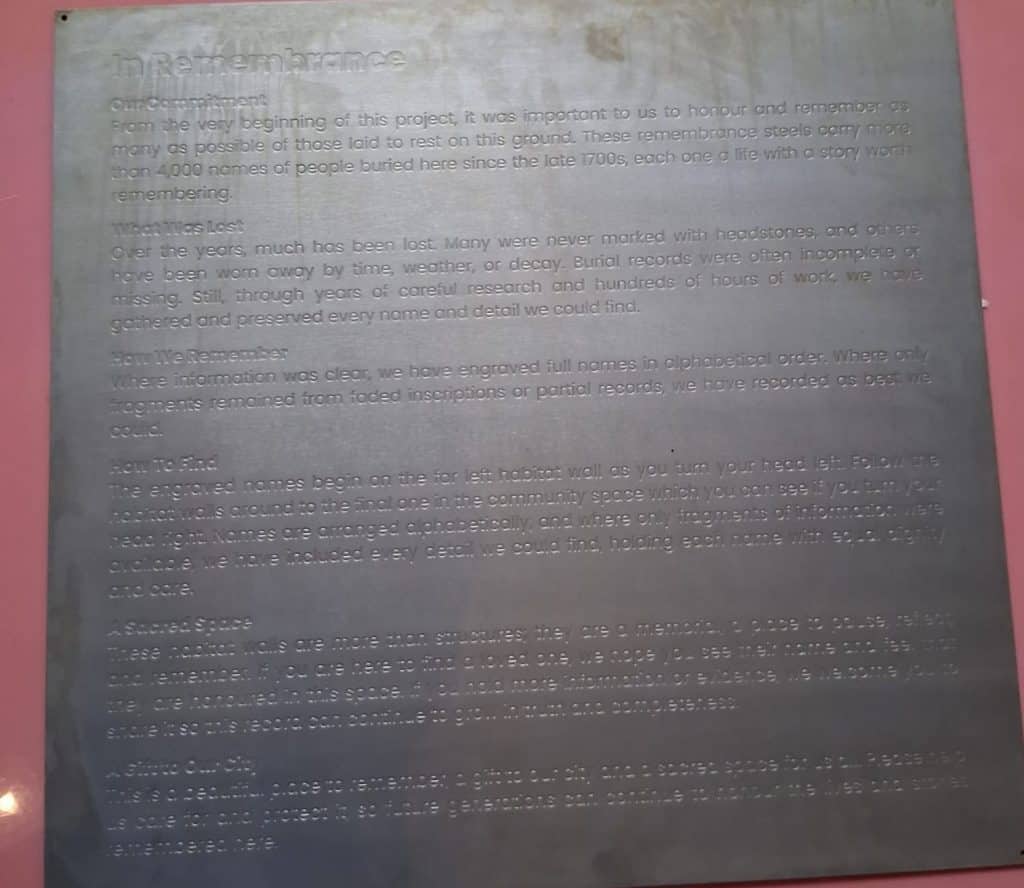 In Remembrance
Our Commitment
From the very beginning of this project, it was important to us to honour and remember as
many as possible of those laid to rest on this ground. These remembrance steels carry more
than 4,000 names of people buried here since the late 1700s, each one a life with a story worth
remembering.
What Was Lost
Over the years, much has been lost. Many were never marked with headstones, and others
have been worn away by time, weather, or decay. Burial records were often incomplete or
missing. Still, through years of careful research and hundreds of hours of work, we have
gathered and preserved every name and detail we could find.
How We Remember
Where information was clear, we have engraved full names in alphabetical order. Where only
fragments remained from faded inscriptions or partial records, we have recorded as best we
could.
How To Find
The engraved names begin on the far left habitat wall as you turn your head left. Follow the
habitat walls around to the final one in the community space which you can see if you turn your
head right. Names are arranged alphabetically, and where only fragments of information were
available, we have included every detail we could find, holding each name with equal dignity
and care.
A Sacred Space
These habitat walls are more than structures; they are a memorial, a place to pause, reflect
and remember. If you are here to find a loved one, we hope you see their name and feel that
they are honoured in this space. If you hold more information or evidence, we welcome you to
share it so this record can continue to grow in truth and completeness.
A Gift to Our City
This is a beautiful place to remember, a gift to our city and a sacred space for us all. Please help
us care for and protect it, so future generations can continue to honour the lives and stories
remembered here.